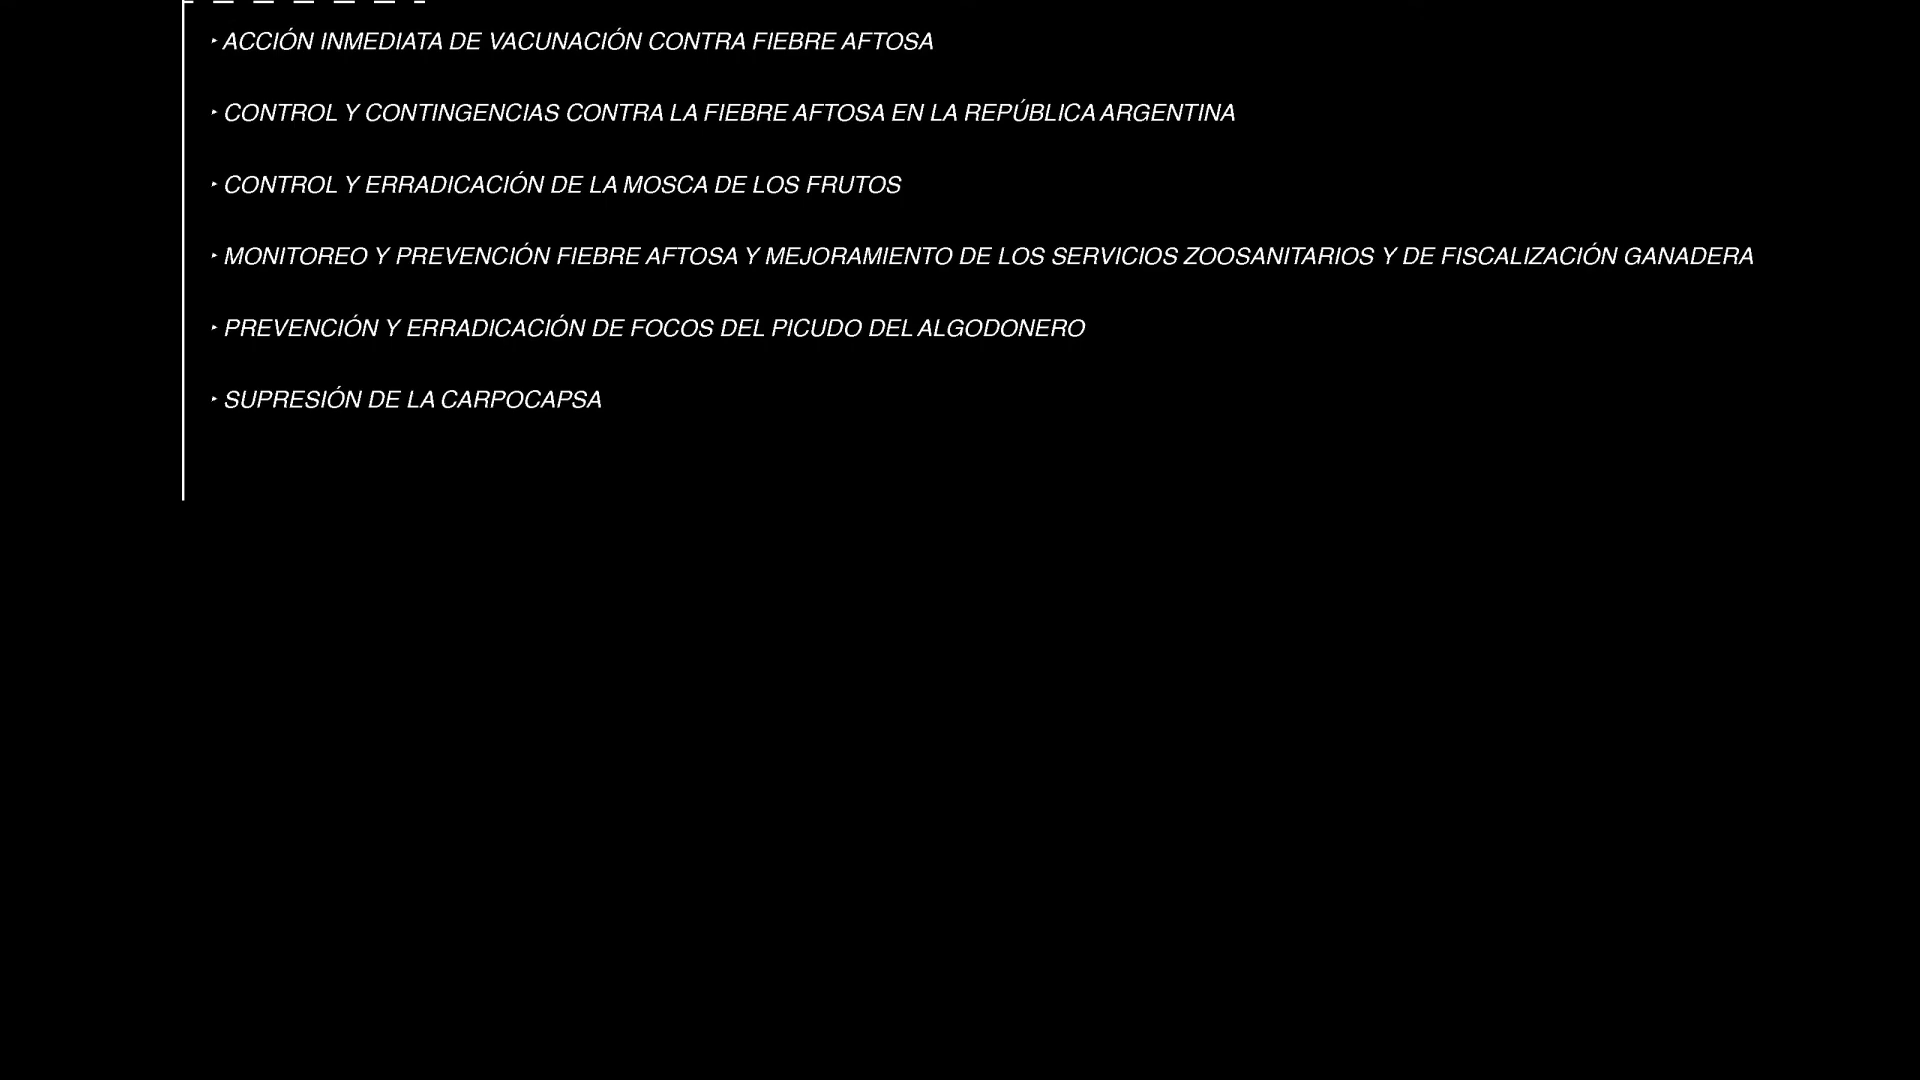 ‣ ACCIÓN INMEDIATA DE VACUNACIÓN CONTRA FIEBRE AFTOSA
‣ CONTROL Y CONTINGENCIAS CONTRA LA FIEBRE AFTOSA EN LA REPÚBLICA ARGENTINA
‣ CONTROL Y ERRADICACIÓN DE LA MOSCA DE LOS FRUTOS
‣ MONITOREO Y PREVENCIÓN FIEBRE AFTOSA Y MEJORAMIENTO DE LOS SERVICIOS ZOOSANITARIOS Y DE FISCALIZACIÓN GANADERA
‣ PREVENCIÓN Y ERRADICACIÓN DE FOCOS DEL PICUDO DEL ALGODONERO
‣ SUPRESIÓN DE LA CARPOCAPSA